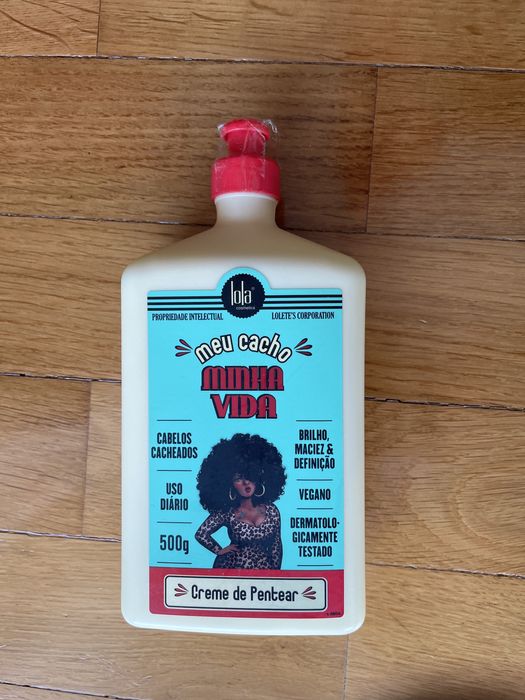 lola
cosmetics
PROPRIEDADE INTELECTUAL
LOLETE'S CORPORATION
meu cacho
MINHA
VIDA
CABELOS
CACHEADOS
USO
DIÁRIO
500g
BRILHO,
MACIEZ &
DEFINIÇÃO
VEGANO
DERMATOLO-
GICAMENTE
TESTADO
Creme de Pentear